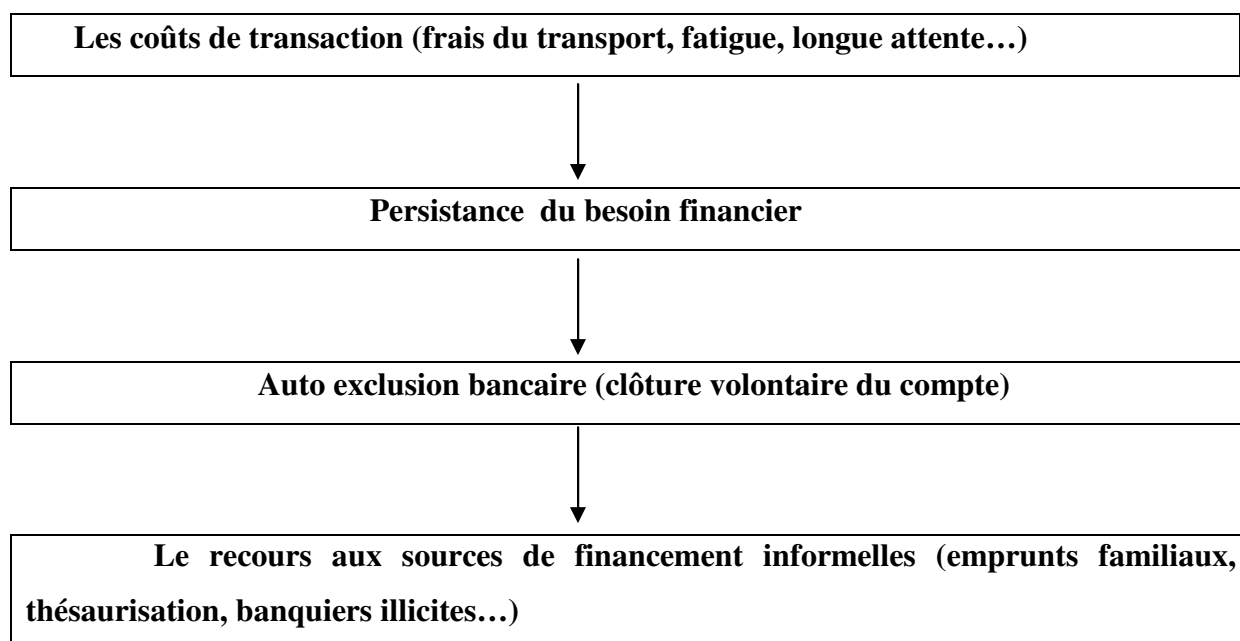 Les coûts de transaction (frais du transport, fatigue, longue attente…)
Persistance du besoin financier
Auto exclusion bancaire (clôture volontaire du compte)
Le recours aux sources de financement informelles (emprunts familiaux,
thésaurisation, banquiers illicites…)